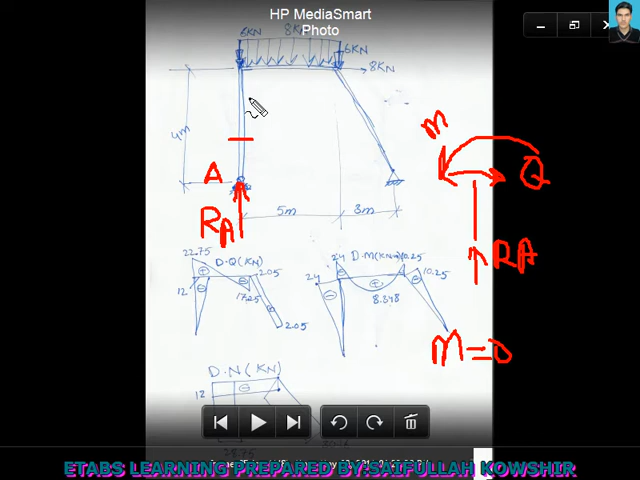 HP MediaSmart
Photo
6KN
8K
6KN
8KN
4m
A
RA
5m
3m
m
Q
RA
22.75
D.Q(KN)
2.05
12
17.25
2.05
24
D.M(KNm)
10.25
24
10.25
8.848
M=0
D.N(KN)
12
ETABS LEARNING PREPARED BY:SAIFULLAH KOWSHIR